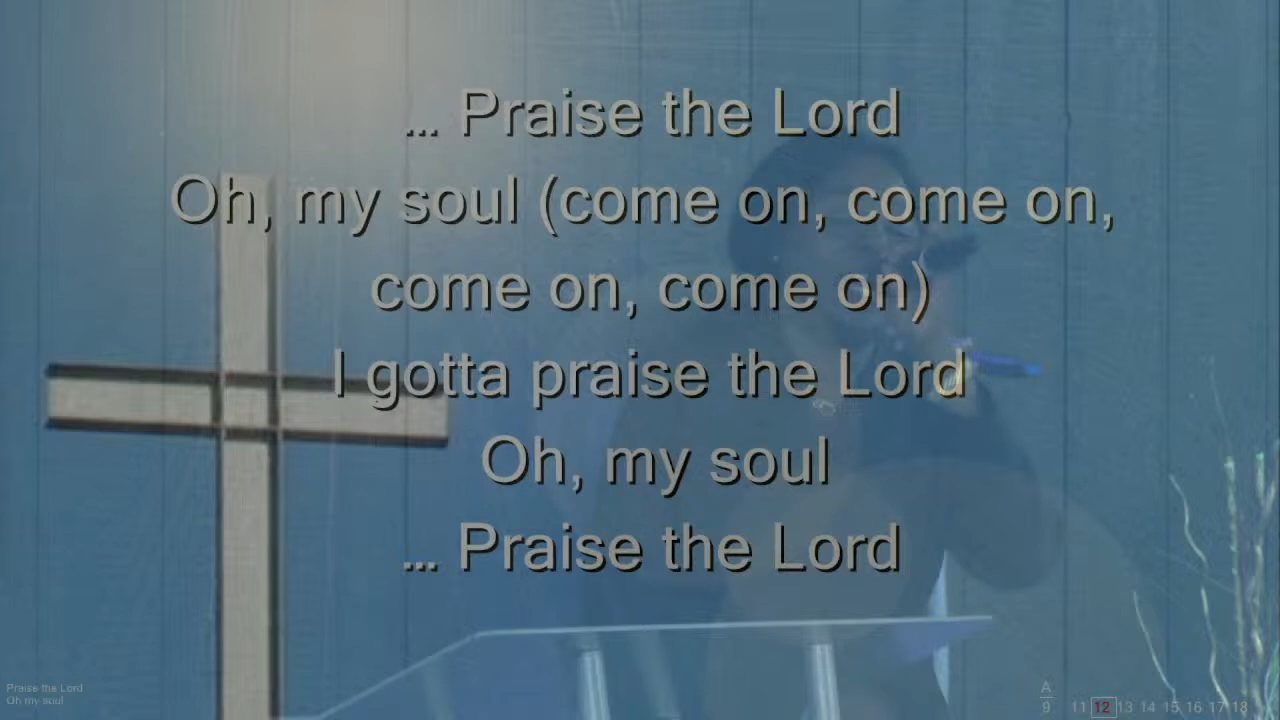 ... Praise the Lord
Oh, my soul (come on, come on,
come on, come on)
I gotta praise the Lord
Oh, my soul
... Praise the Lord
Praise the Lord
Oh my soul
A
9 11 12 13 14 15 16 17 18